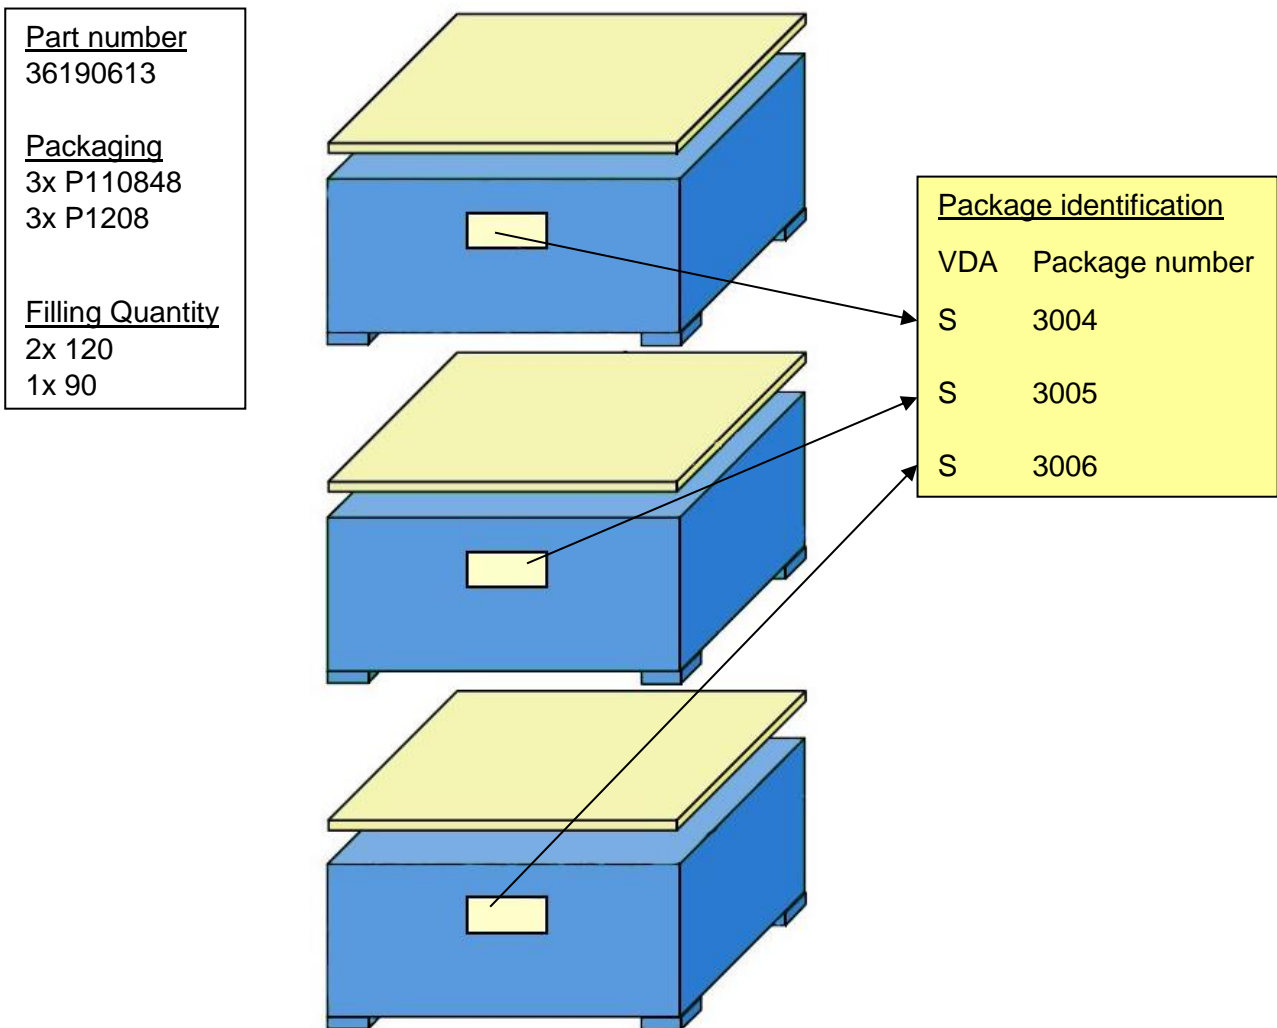 Part number
36190613
Packaging
3x P110848
3x P1208
Filling Quantity
2x 120
1x 90
Package identification
VDA Package number
S 3004
S 3005
S 3006